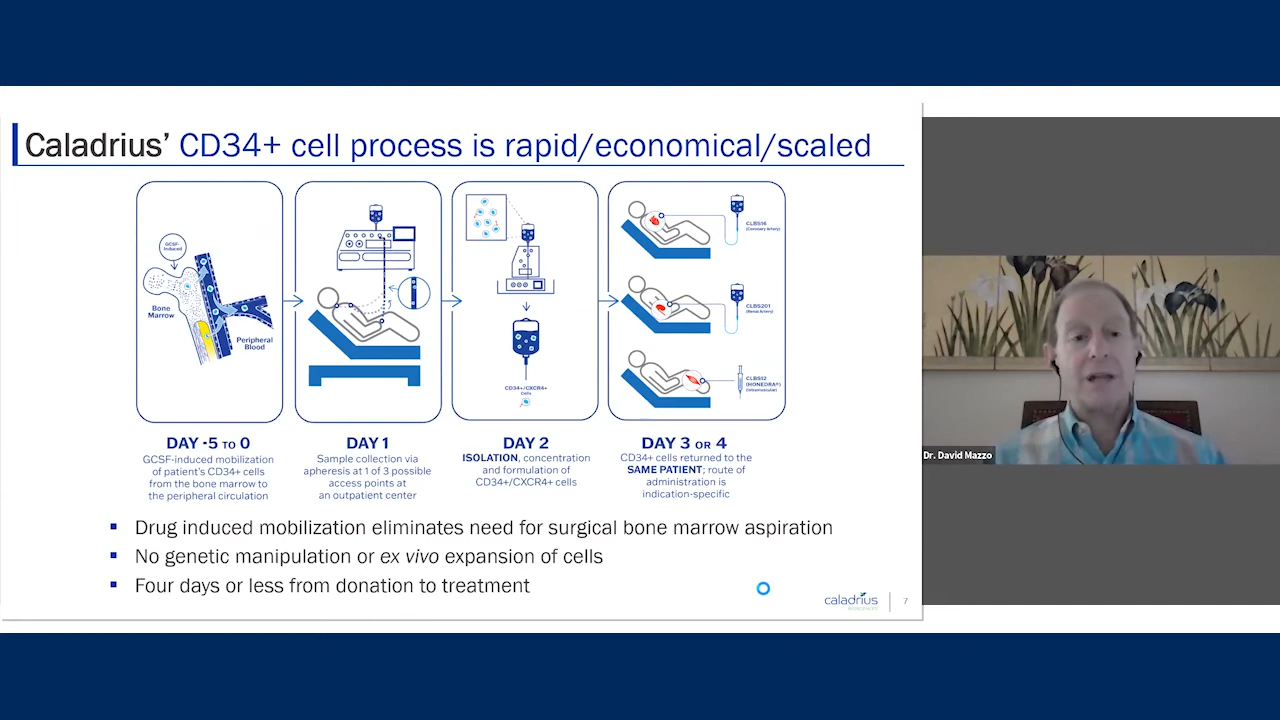 Caladrius' CD34+ cell process is rapid/economical/scaled
GCSF-
Induced
Bone
Marrow
Peripheral
Blood
CD34+/CXCR4+
Cells
CLBS16
(Coronary Artery)
CLBS201
(Renal Artery)
CLBS12
(HONEDRA®)
(Intramuscular)
DAY -5 TO 0
GCSF-induced mobilization
of patient's CD34+ cells
from the bone marrow to
the peripheral circulation
DAY 1
Sample collection via
apheresis at 1 of 3 possible
access points at
an outpatient center
DAY 2
ISOLATION, concentration
and formulation of
CD34+/CXCR4+ cells
DAY 3 OR 4
CD34+ cells returned to the
SAME PATIENT; route of
administration is
indication-specific
Drug induced mobilization eliminates need for surgical bone marrow aspiration
No genetic manipulation or ex vivo expansion of cells
Four days or less from donation to treatment
caladrius
BIOSCIENCES
7
Dr. David Mazzo